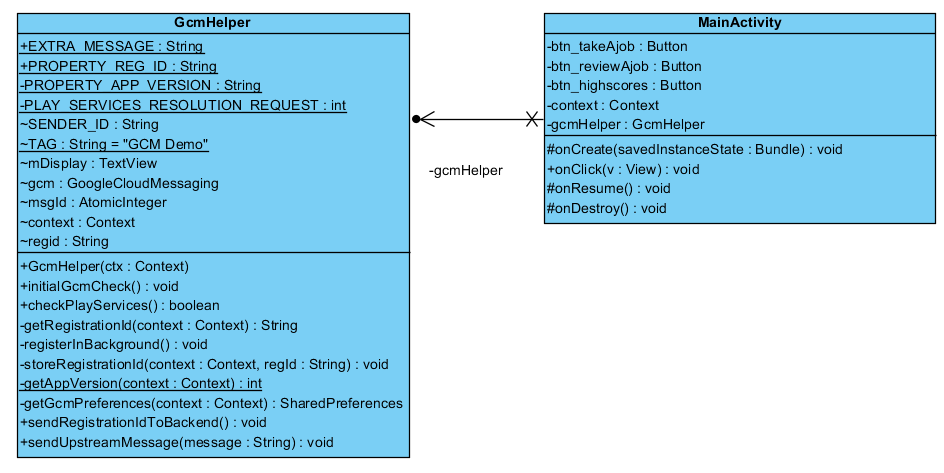 GcmHelper
+EXTRA_MESSAGE : String
+PROPERTY_REG_ID : String
-PROPERTY_APP_VERSION : String
-PLAY_SERVICES_RESOLUTION_REQUEST : int
~SENDER_ID : String
~TAG : String = "GCM Demo"
~mDisplay : TextView
~gcm : GoogleCloudMessaging
~msgId : AtomicInteger
~context : Context
~regid : String
+GcmHelper(ctx : Context)
+initialGcmCheck() : void
+checkPlayServices() : boolean
-getRegistrationId(context : Context) : String
-registerInBackground() : void
-storeRegistrationId(context : Context, regId : String) : void
-getAppVersion(context : Context) : int
-getGcmPreferences(context : Context) : SharedPreferences
+sendRegistrationIdToBackend() : void
+sendUpstreamMessage(message : String) : void
-gcmHelper
MainActivity
-btn_takeAjob : Button
-btn_reviewAjob : Button
-btn_highscores : Button
-context : Context
-gcmHelper : GcmHelper
#onCreate(savedInstanceState : Bundle) : void
+onClick(v : View) : void
#onResume() : void
#onDestroy() : void